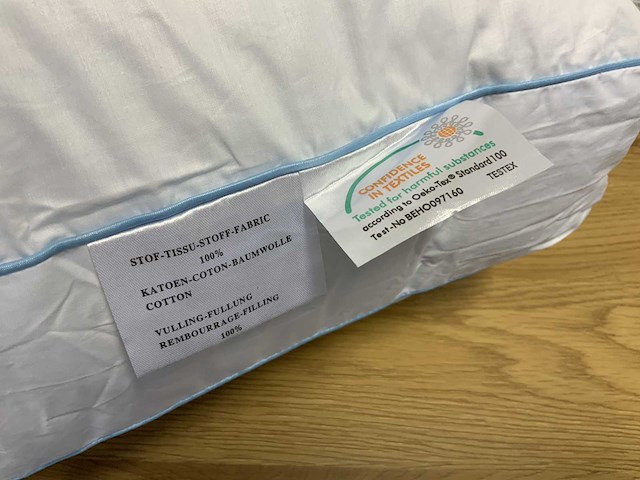 STOF-TISSU-STOFF-FABRIC
100%
KATOEN-COTON-BAUMWOLLE
COTTON
VULLING-FULLUNG
REMBOURRAGE-FILLING
100%
CONFIDENCE
IN TEXTILES
Tested for harmful substances
according to Oeko-Tex® Standard 100
Test-No BEHO097160 TESTEX